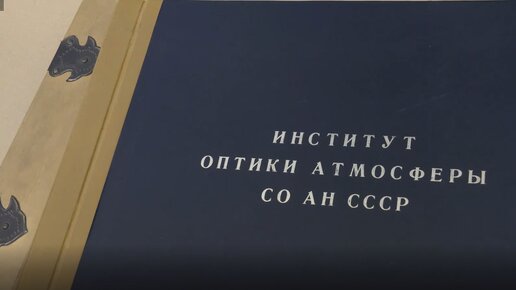 ИНСТИТУТ
ОПТИКИ АТМОСФЕРЫ
СО АН СССР